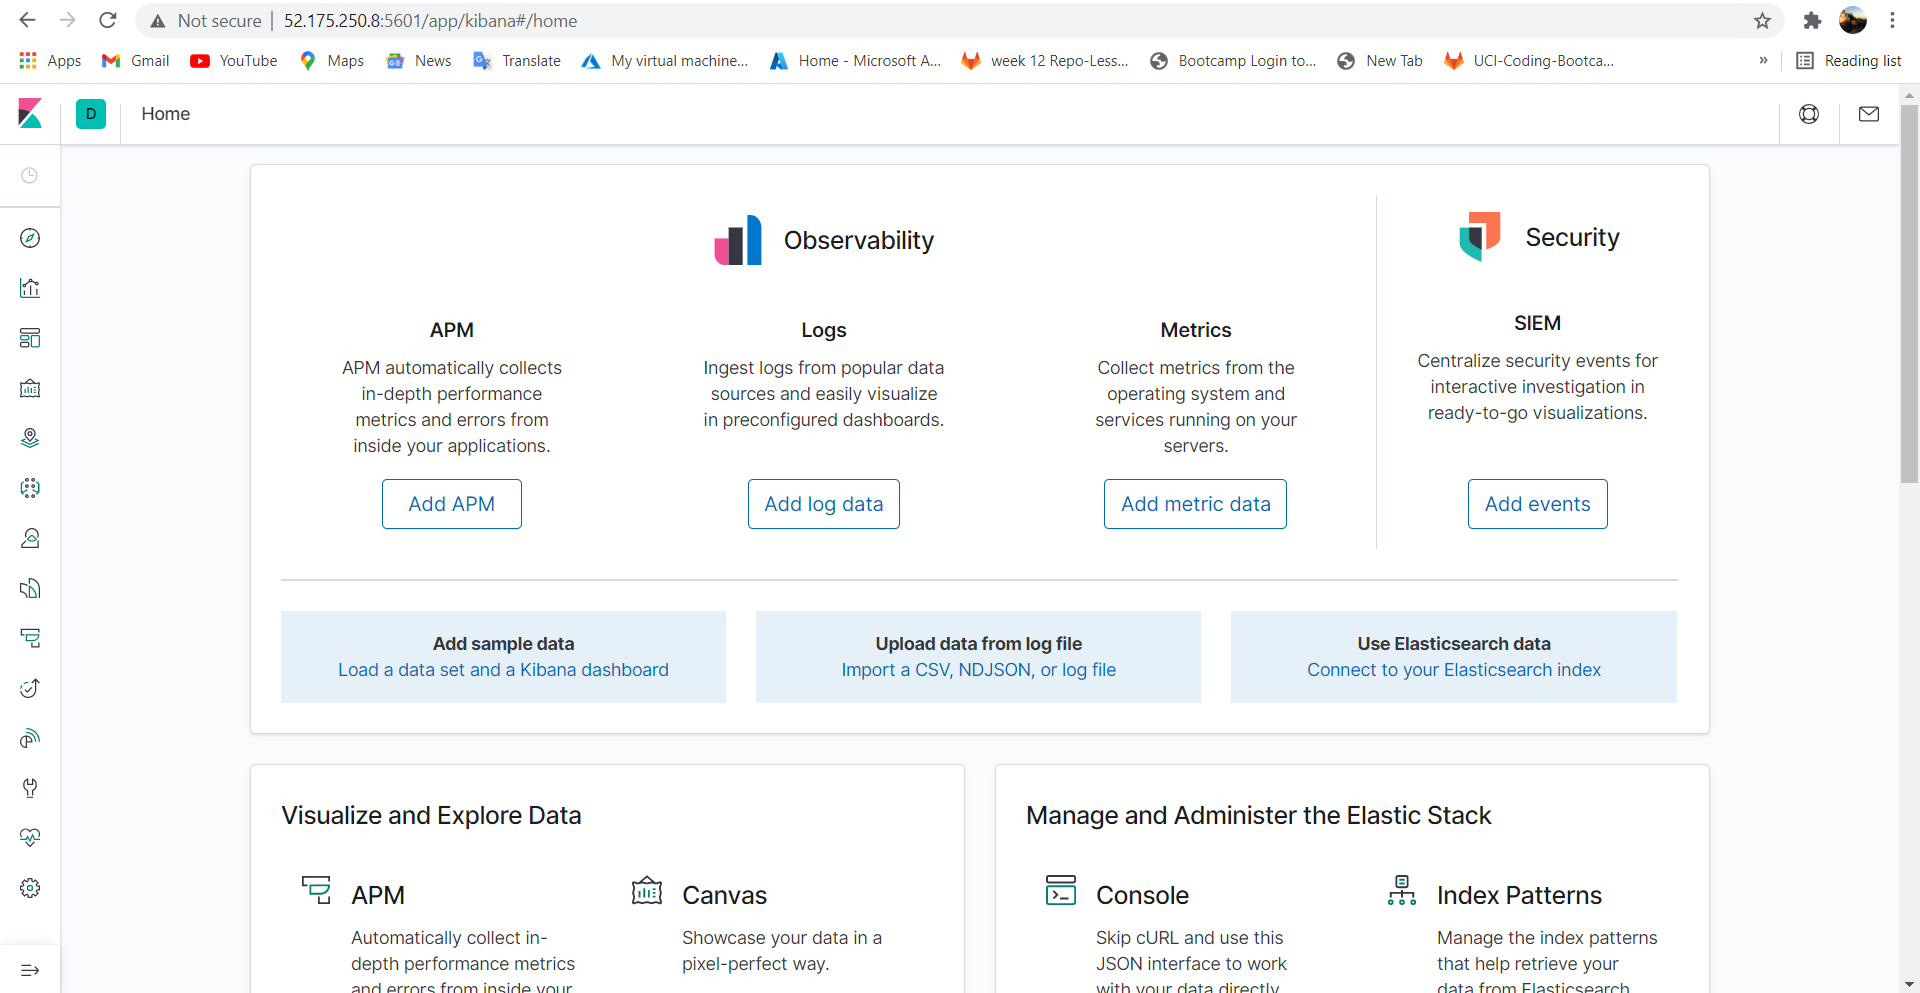 Not secure | 52.175.250.8:5601/app/kibana#/home
Apps Gmail YouTube Maps News Translate My virtual machine... Home - Microsoft A... week 12 Repo-Less... Bootcamp Login to... New Tab UCI-Coding-Bootca... » Reading list
D Home
Observability
Security
APM
APM automatically collects
in-depth performance
metrics and errors from
inside your applications.
Add APM
Logs
Ingest logs from popular data
sources and easily visualize
in preconfigured dashboards.
Add log data
Metrics
Collect metrics from the
operating system and
services running on your
servers.
Add metric data
SIEM
Centralize security events for
interactive investigation in
ready-to-go visualizations.
Add events
Add sample data
Load a data set and a Kibana dashboard
Upload data from log file
Import a CSV, NDJSON, or log file
Use Elasticsearch data
Connect to your Elasticsearch index
Visualize and Explore Data
APM
Automatically collect in-
depth performance metrics
and errors from inside your
Canvas
Showcase your data in a
pixel-perfect way.
Manage and Administer the Elastic Stack
Console
Skip cURL and use this
JSON interface to work
with your data directly.
Index Patterns
Manage the index patterns
that help retrieve your
data from Elasticsearch.